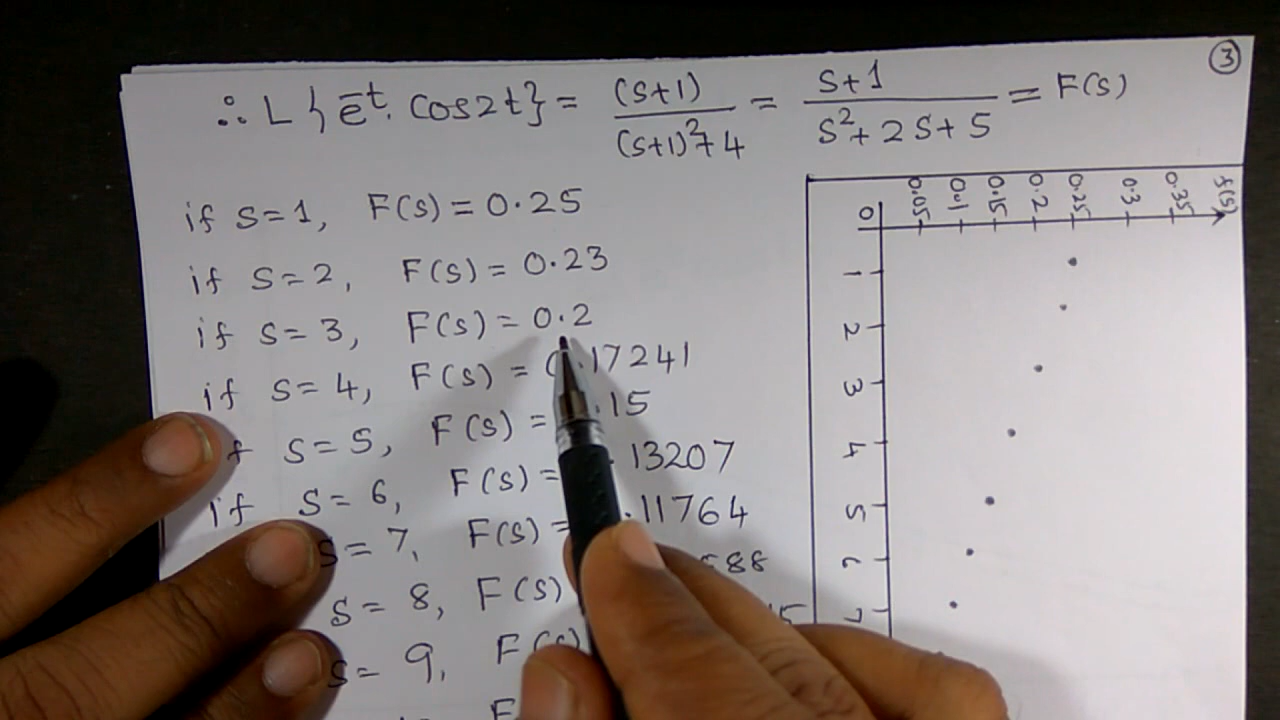 ③
∴ L{e̅ᵗ. cos2t} = (s+1)/((s+1)²+4) = (s+1)/(s²+2s+5) = F(s)
if s=1, F(s)=0.25
if s=2, F(s)=0.23
if s=3, F(s)=0.2
if s=4, F(s)=0.17241
if s=5, F(s)= .15
if s=6, F(s)= .13207
s=7, F(s)= .11764
s=8, F(s) 588
s=9, F(s) 15
F
f(s)
0.35
0.3
0.25
0.2
0.15
0.1
0.05
0
1
2
3
4
5
6
7